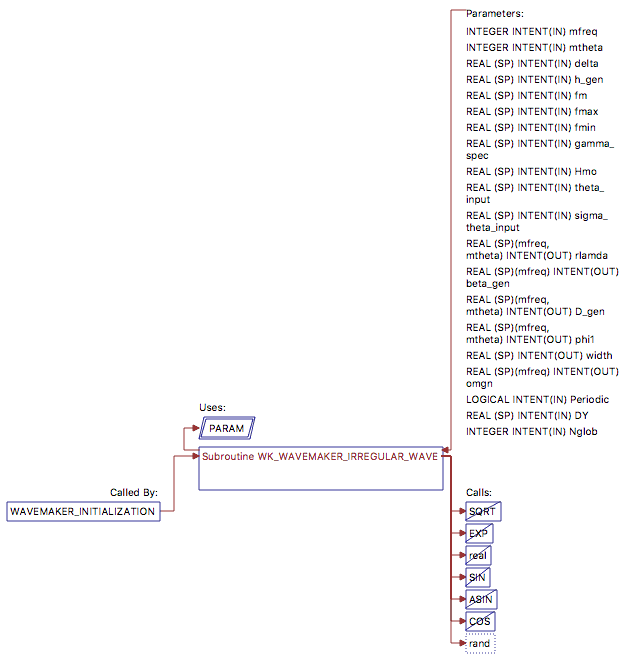 Parameters:
INTEGER INTENT(IN) mfreq
INTEGER INTENT(IN) mtheta
REAL (SP) INTENT(IN) delta
REAL (SP) INTENT(IN) h_gen
REAL (SP) INTENT(IN) fm
REAL (SP) INTENT(IN) fmax
REAL (SP) INTENT(IN) fmin
REAL (SP) INTENT(IN) gamma_
spec
REAL (SP) INTENT(IN) Hmo
REAL (SP) INTENT(IN) theta_
input
REAL (SP) INTENT(IN) sigma_
theta_input
REAL (SP)(mfreq,
mtheta) INTENT(OUT) rlamda
REAL (SP)(mfreq) INTENT(OUT)
beta_gen
REAL (SP)(mfreq,
mtheta) INTENT(OUT) D_gen
REAL (SP)(mfreq,
mtheta) INTENT(OUT) phi1
REAL (SP) INTENT(OUT) width
REAL (SP)(mfreq) INTENT(OUT)
omgn
LOGICAL INTENT(IN) Periodic
REAL (SP) INTENT(IN) DY
INTEGER INTENT(IN) Nglob
Uses:
PARAM
Subroutine WK_WAVEMAKER_IRREGULAR_WAVE
Called By:
WAVEMAKER_INITIALIZATION
Calls:
SQRT
EXP
real
SIN
ASIN
COS
rand